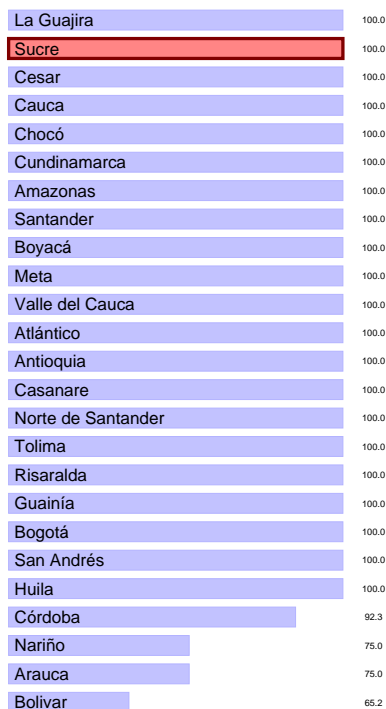 La Guajira 100.0
Sucre 100.0
Cesar 100.0
Cauca 100.0
Chocó 100.0
Cundinamarca 100.0
Amazonas 100.0
Santander 100.0
Boyacá 100.0
Meta 100.0
Valle del Cauca 100.0
Atlántico 100.0
Antioquia 100.0
Casanare 100.0
Norte de Santander 100.0
Tolima 100.0
Risaralda 100.0
Guainía 100.0
Bogotá 100.0
San Andrés 100.0
Huila 100.0
Córdoba 92.3
Nariño 75.0
Arauca 75.0
Bolivar 65.2